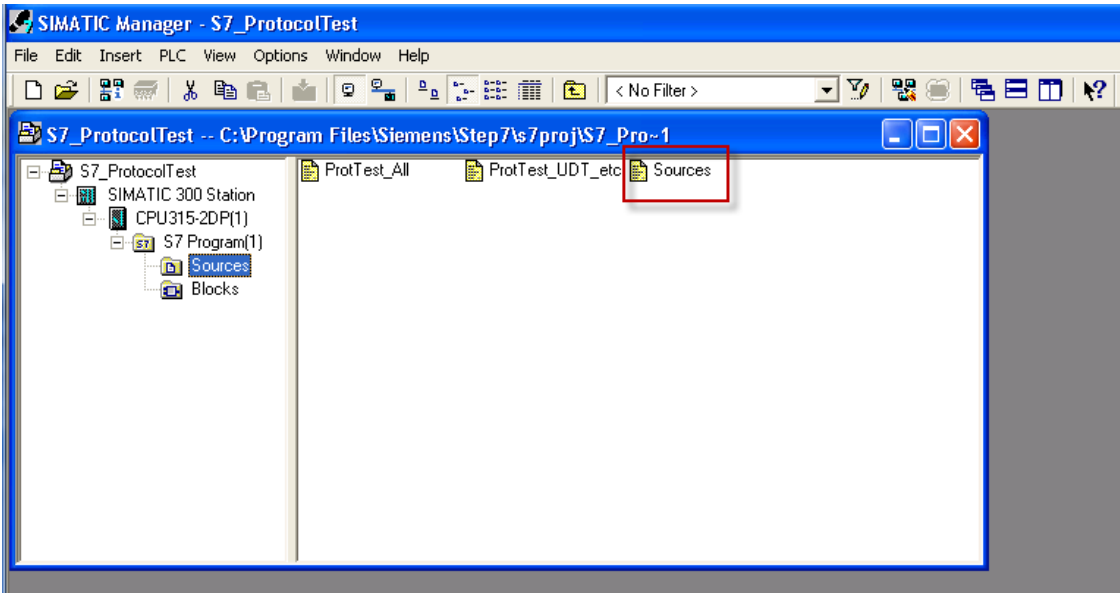 SIMATIC Manager - S7_ProtocolTest
File Edit Insert PLC View Options Window Help
< No Filter >
S7_ProtocolTest -- C:\Program Files\Siemens\Step7\s7proj\S7_Pro~1
S7_ProtocolTest
SIMATIC 300 Station
CPU315-2DP(1)
S7 Program(1)
Sources
Blocks
ProtTest_All ProtTest_UDT_etc Sources